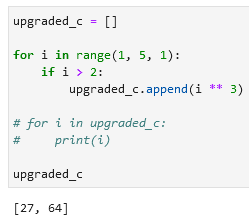 upgraded_c = []
for i in range(1, 5, 1):
    if i > 2:
        upgraded_c.append(i ** 3)
# for i in upgraded_c:
#     print(i)
upgraded_c
[27, 64]